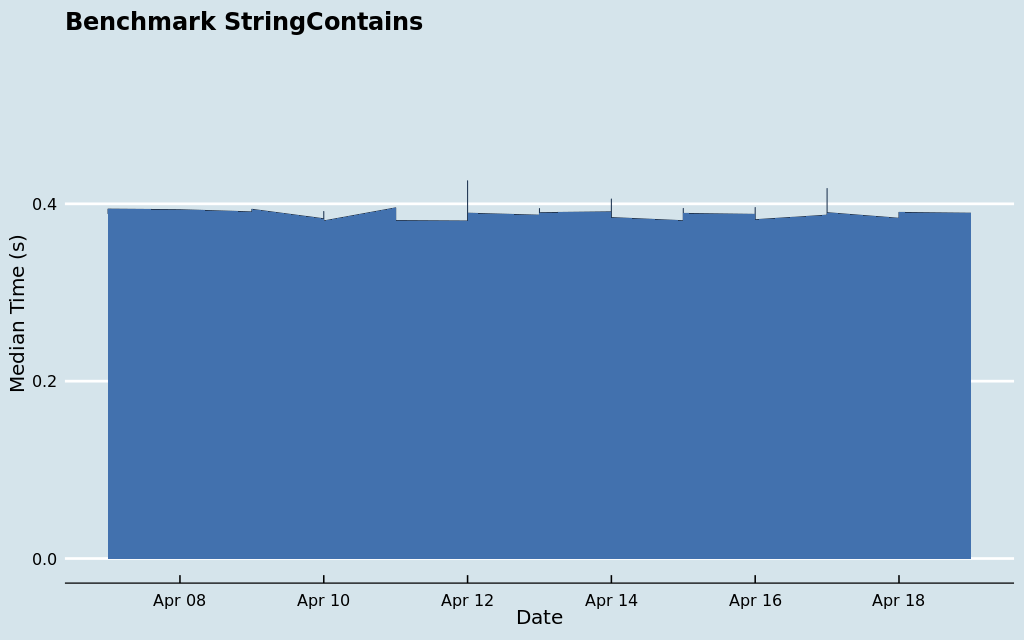 Benchmark StringContains
Median Time (s)
0.4
0.2
0.0
Apr 08
Apr 10
Apr 12
Apr 14
Apr 16
Apr 18
Date